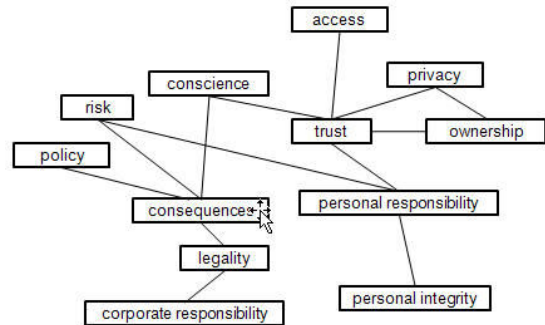 access
privacy
conscience
risk
trust
ownership
policy
consequences
personal responsibility
legality
personal integrity
corporate responsibility